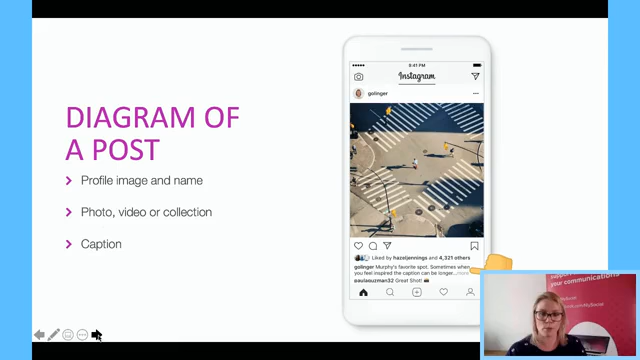 DIAGRAM OF
A POST
Profile image and name
Photo, video or collection
Caption
9:41 PM
Instagram
golinger
Liked by hazeljennings and 4,321 others
golinger Murphy's favorite spot. Sometimes when
you feel inspired the caption can be longer... more
paulaguzman32 Great Shot!
your communications